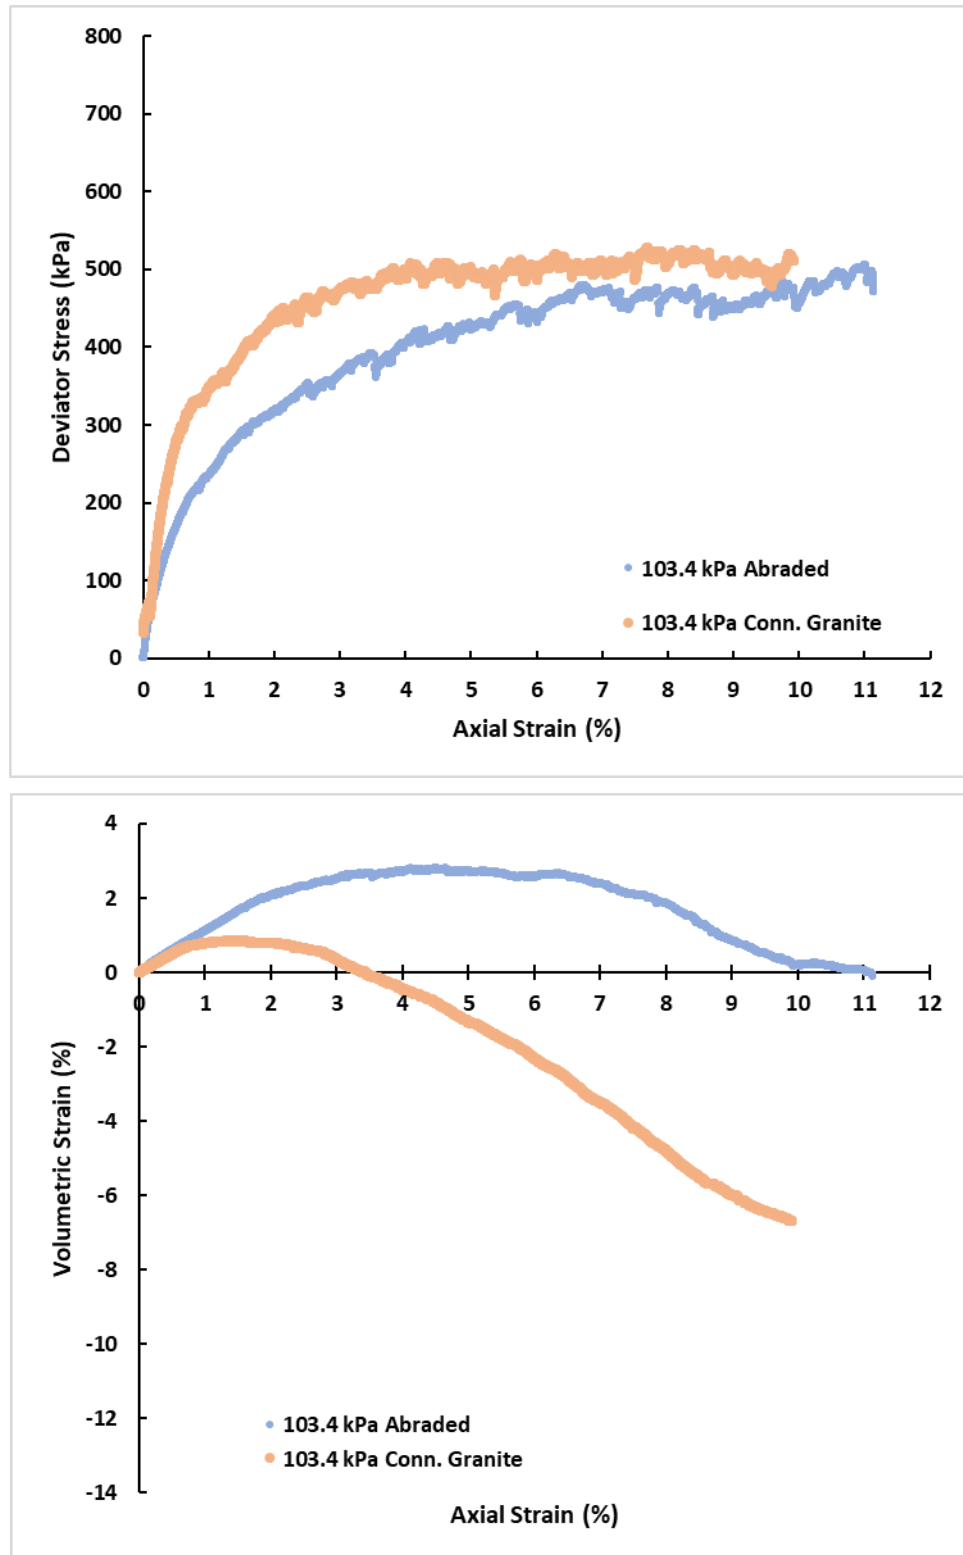 800
700
600
500
400
300
200
100
0
Deviator Stress (kPa)
103.4 kPa Abraded
103.4 kPa Conn. Granite
0 1 2 3 4 5 6 7 8 9 10 11 12
Axial Strain (%)
4
2
0
-2
-4
-6
-8
-10
-12
-14
0 1 2 3 4 5 6 7 8 9 10 11 12
Volumetric Strain (%)
103.4 kPa Abraded
103.4 kPa Conn. Granite
Axial Strain (%)